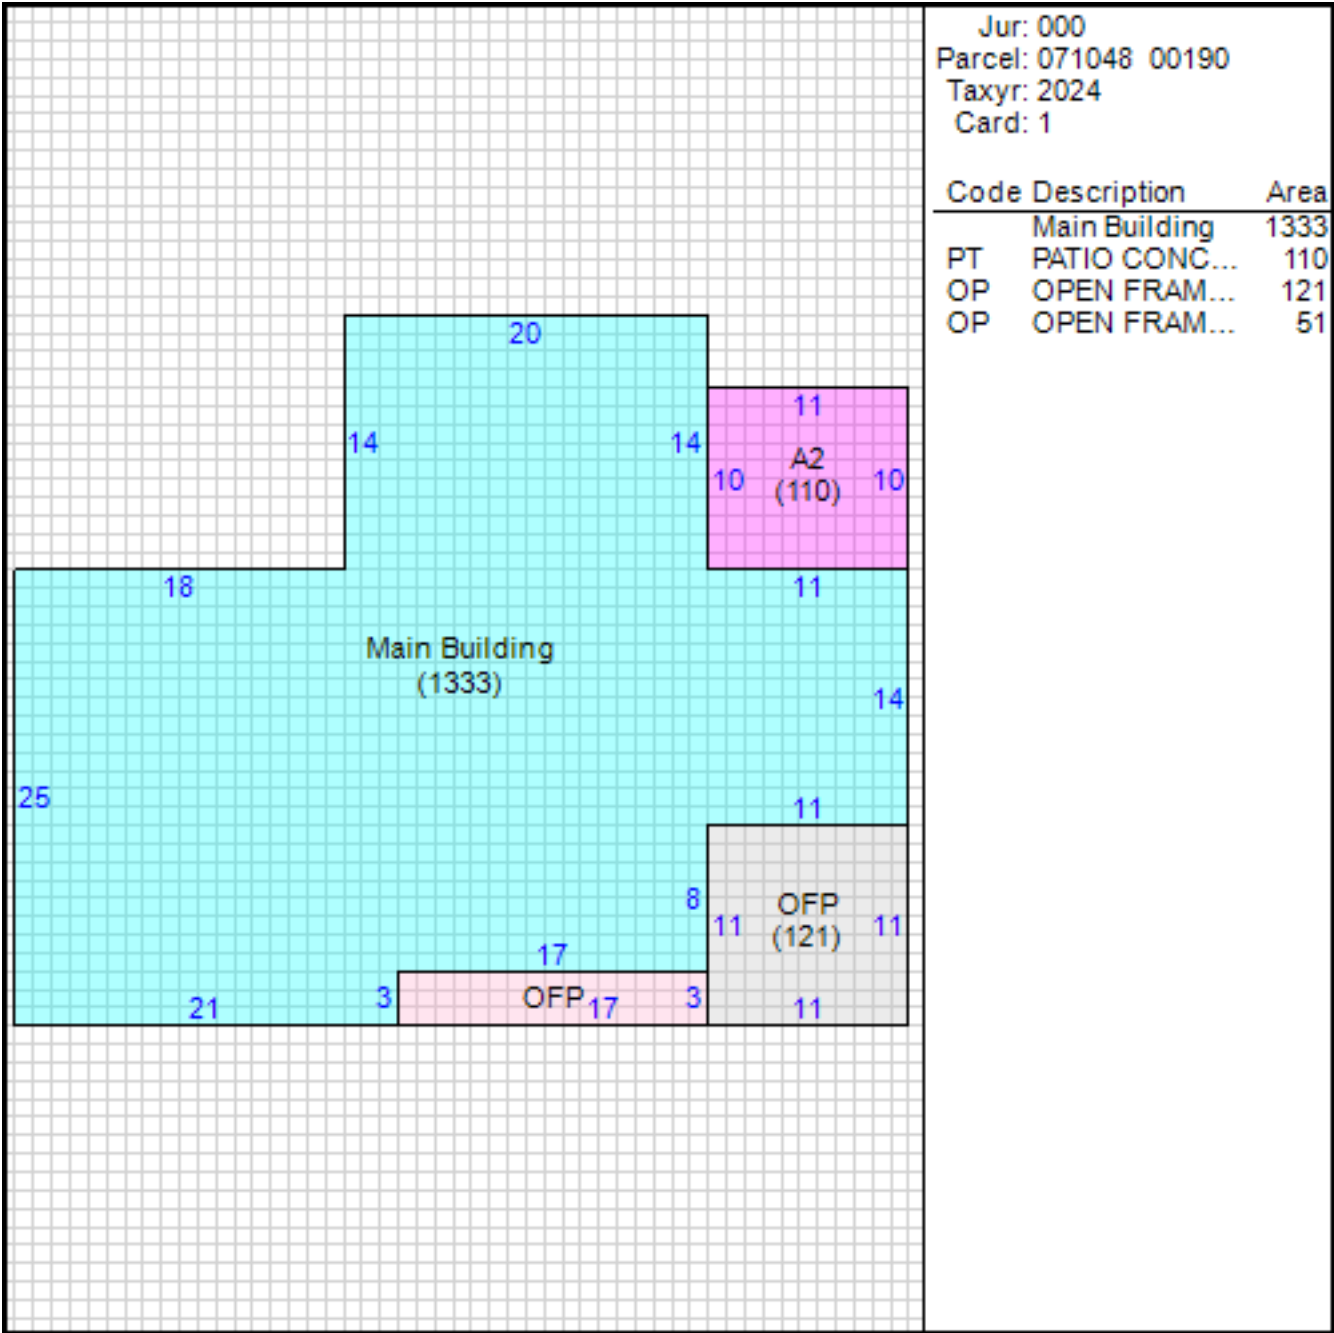 Jur: 000
Parcel: 071048 00190
Taxyr: 2024
Card: 1
Code Description Area
Main Building 1333
PT PATIO CONC... 110
OP OPEN FRAM... 121
OP OPEN FRAM... 51
20
11
14
14
A2
10
10
(110)
18
11
Main Building
(1333)
14
25
11
8
OFP
11
11
(121)
17
3
OFP
3
21
17
11